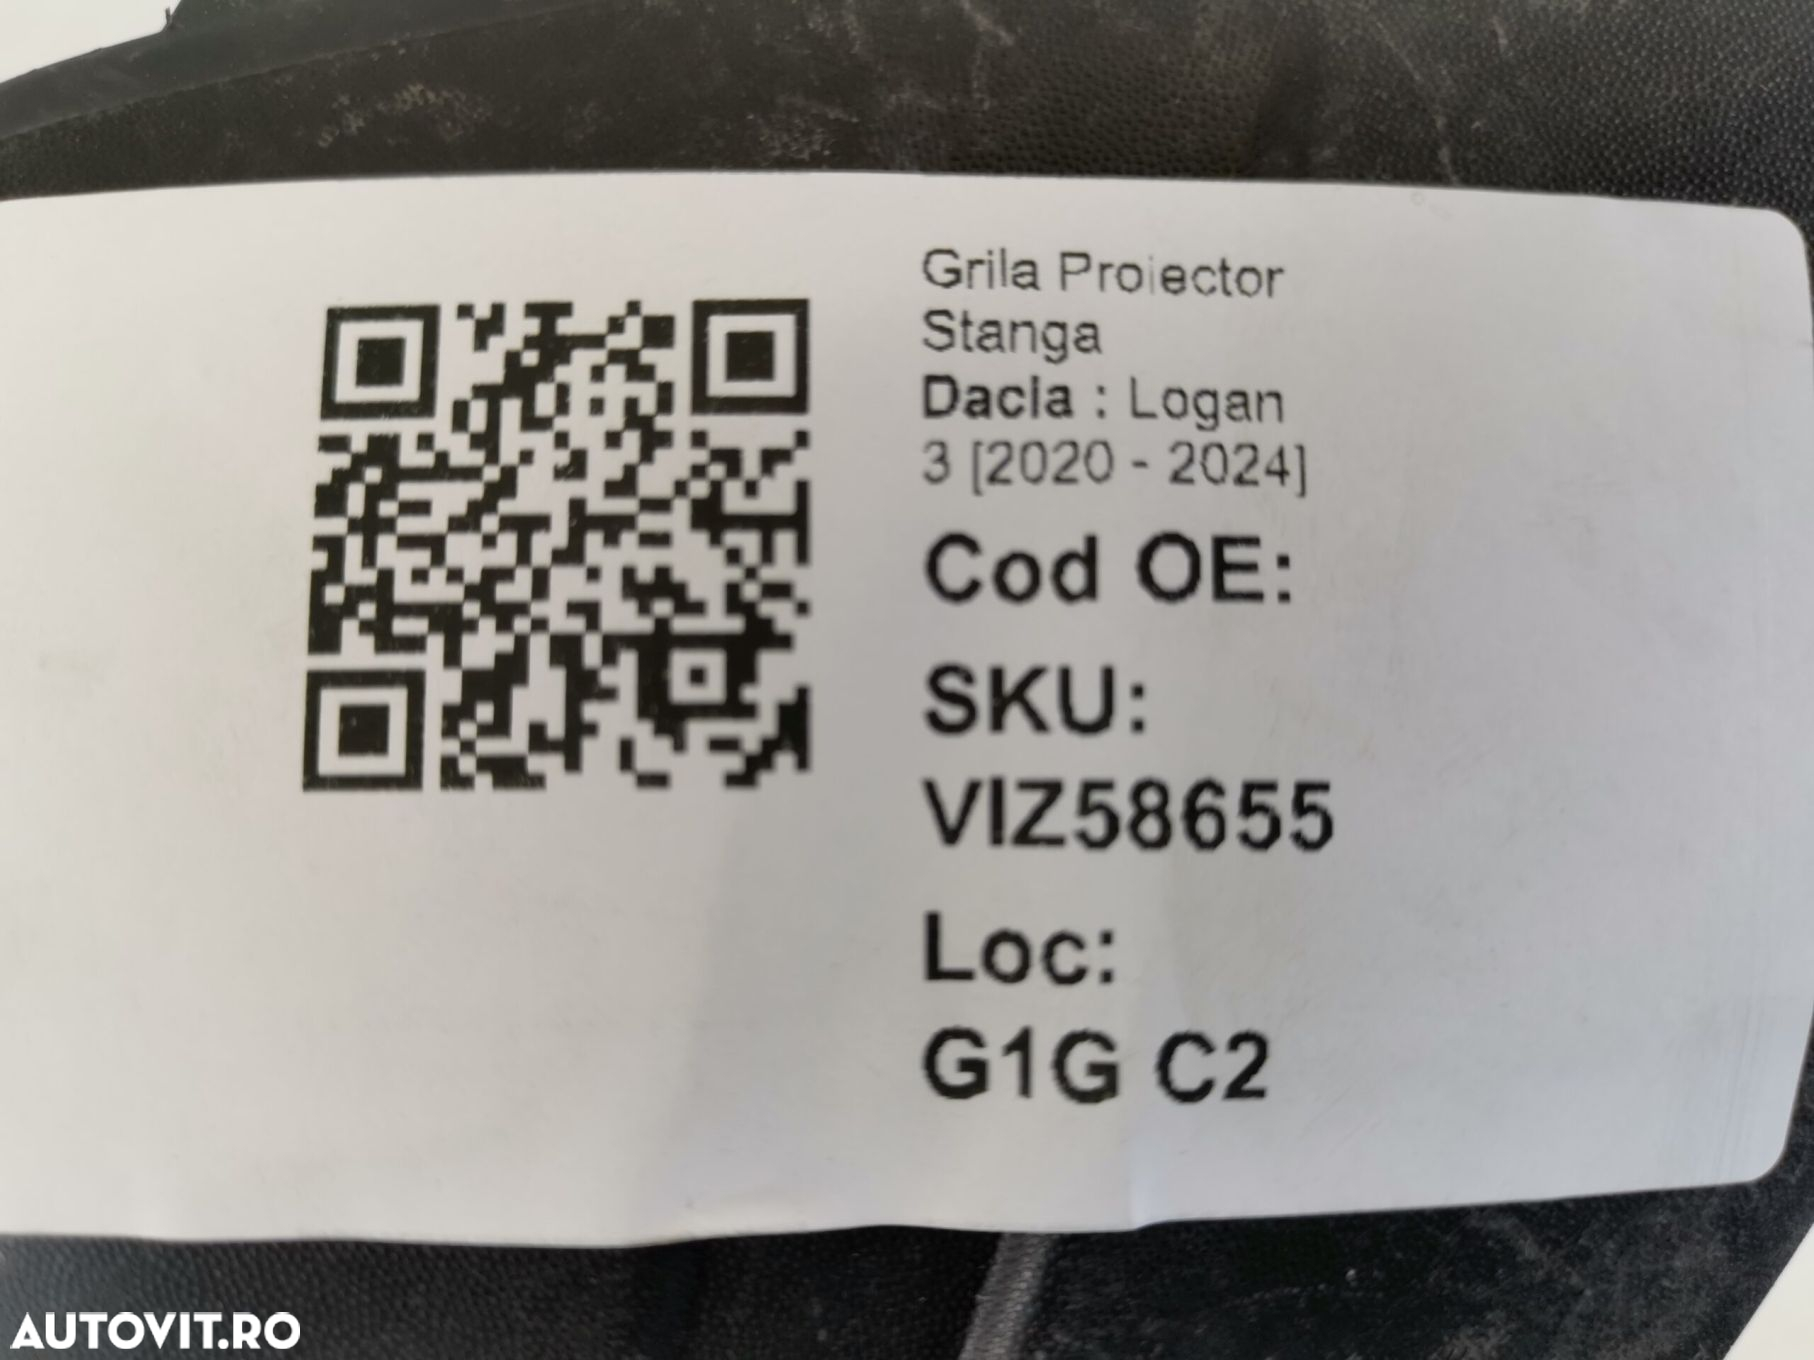 Grila Proiector
Stanga
Dacia : Logan
3 [2020 - 2024]
Cod OE:
SKU:
VIZ58655
Loc:
G1G C2
AUTOVIT.RO